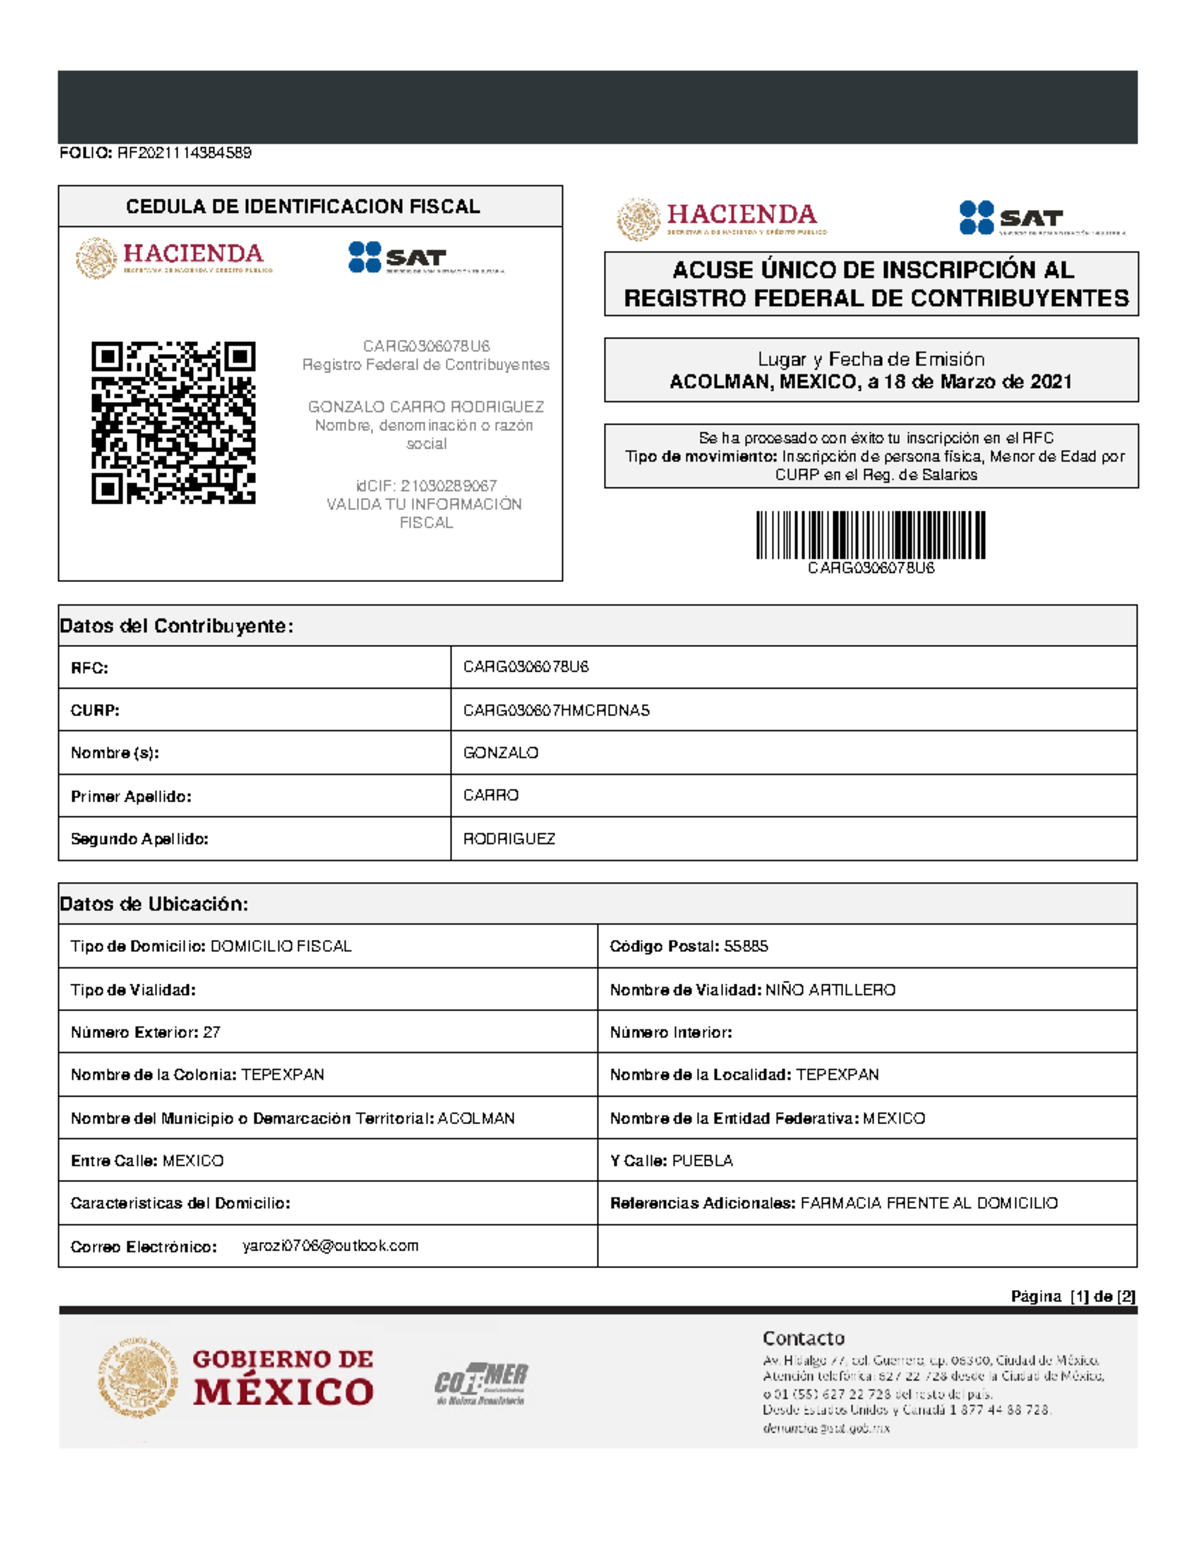 FOLIO: RF2021114384589
CEDULA DE IDENTIFICACION FISCAL
HACIENDA
SECRETARÍA DE HACIENDA Y CRÉDITO PÚBLICO
SAT
SERVICIO DE ADMINISTRACIÓN TRIBUTARIA
CARG0306078U6
Registro Federal de Contribuyentes
GONZALO CARRO RODRIGUEZ
Nombre, denominación o razón
social
idCIF: 21030289067
VALIDA TU INFORMACIÓN
FISCAL
HACIENDA
SECRETARÍA DE HACIENDA Y CRÉDITO PÚBLICO
SAT
SERVICIO DE ADMINISTRACIÓN TRIBUTARIA
ACUSE ÚNICO DE INSCRIPCIÓN AL
REGISTRO FEDERAL DE CONTRIBUYENTES
Lugar y Fecha de Emisión
ACOLMAN, MEXICO, a 18 de Marzo de 2021
Se ha procesado con éxito tu inscripción en el RFC
Tipo de movimiento: Inscripción de persona física, Menor de Edad por
CURP en el Reg. de Salarios
CARG0306078U6
Datos del Contribuyente:
RFC: CARG0306078U6
CURP: CARG030607HMCRDNA5
Nombre (s): GONZALO
Primer Apellido: CARRO
Segundo Apellido: RODRIGUEZ
Datos de Ubicación:
Tipo de Domicilio: DOMICILIO FISCAL Código Postal: 55885
Tipo de Vialidad: Nombre de Vialidad: NIÑO ARTILLERO
Número Exterior: 27 Número Interior:
Nombre de la Colonia: TEPEXPAN Nombre de la Localidad: TEPEXPAN
Nombre del Municipio o Demarcación Territorial: ACOLMAN Nombre de la Entidad Federativa: MEXICO
Entre Calle: MEXICO Y Calle: PUEBLA
Características del Domicilio: Referencias Adicionales: FARMACIA FRENTE AL DOMICILIO
Correo Electrónico: yarozi0706@outlook.com
Página [1] de [2]
GOBIERNO DE
MÉXICO
COFEMER
de Mejora Regulatoria
Contacto
Av. Hidalgo 77, col. Guerrero, c.p. 06300, Ciudad de México.
Atención telefónica: 627 22 728 desde la Ciudad de México,
o 01 (55) 627 22 728 del resto del país.
Desde Estados Unidos y Canadá 1 877 44 88 728.
denuncias@sat.gob.mx